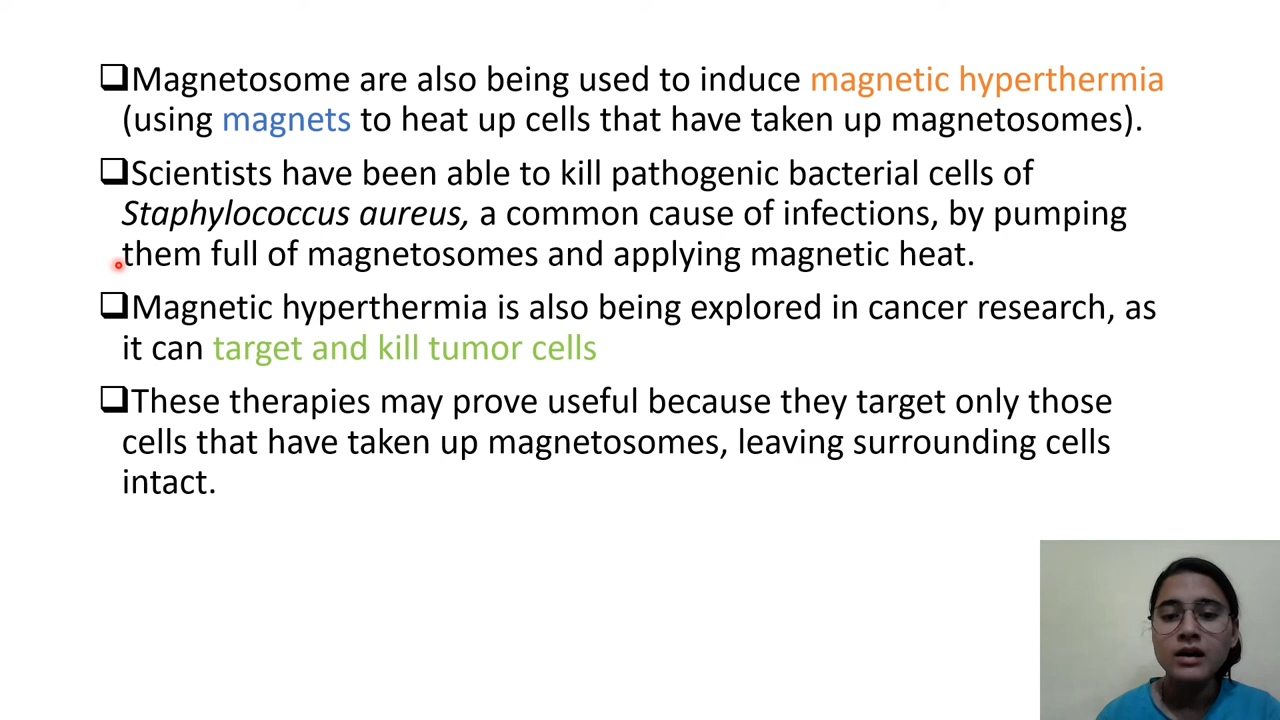 ❑Magnetosome are also being used to induce magnetic hyperthermia
(using magnets to heat up cells that have taken up magnetosomes).
❑Scientists have been able to kill pathogenic bacterial cells of
Staphylococcus aureus, a common cause of infections, by pumping
them full of magnetosomes and applying magnetic heat.
❑Magnetic hyperthermia is also being explored in cancer research, as
it can target and kill tumor cells
❑These therapies may prove useful because they target only those
cells that have taken up magnetosomes, leaving surrounding cells
intact.